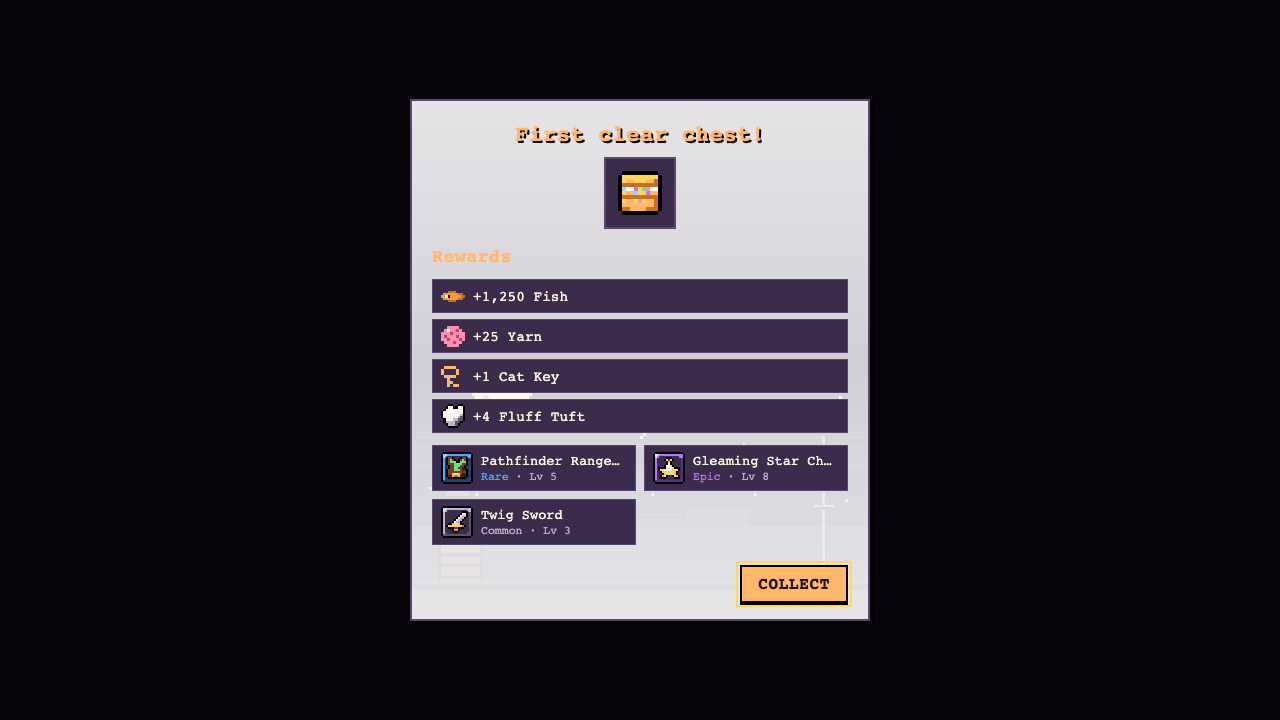 First clear chest!
Rewards
+1,250 Fish
+25 Yarn
+1 Cat Key
+4 Fluff Tuft
Pathfinder Range…
Rare · Lv 5
Gleaming Star Ch…
Epic · Lv 8
Twig Sword
Common · Lv 3
COLLECT